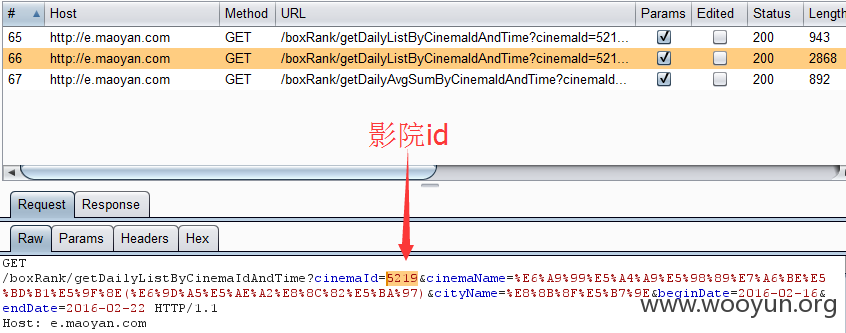 # Host Method URL Params Edited Status Length
65 http://e.maoyan.com GET /boxRank/getDailyListByCinemaIdAndTime?cinemaId=521... 200 943
66 http://e.maoyan.com GET /boxRank/getDailyListByCinemaIdAndTime?cinemaId=521... 200 2868
67 http://e.maoyan.com GET /boxRank/getDailyAvgSumByCinemaIdAndTime?cinemaId... 200 892
影院id
Request Response
Raw Params Headers Hex
GET
/boxRank/getDailyListByCinemaIdAndTime?cinemaId=5219&cinemaName=%E6%A9%99%E5%A4%A9%E5%98%89%E7%A6%BE%E5
%BD%B1%E5%9F%8E(%E6%9D%A5%E5%AE%A2%E8%8C%82%E5%BA%97)&cityName=%E8%8B%8F%E5%B7%9E&beginDate=2016-02-16&
endDate=2016-02-22 HTTP/1.1
Host: e.maoyan.com
www.wooyun.org